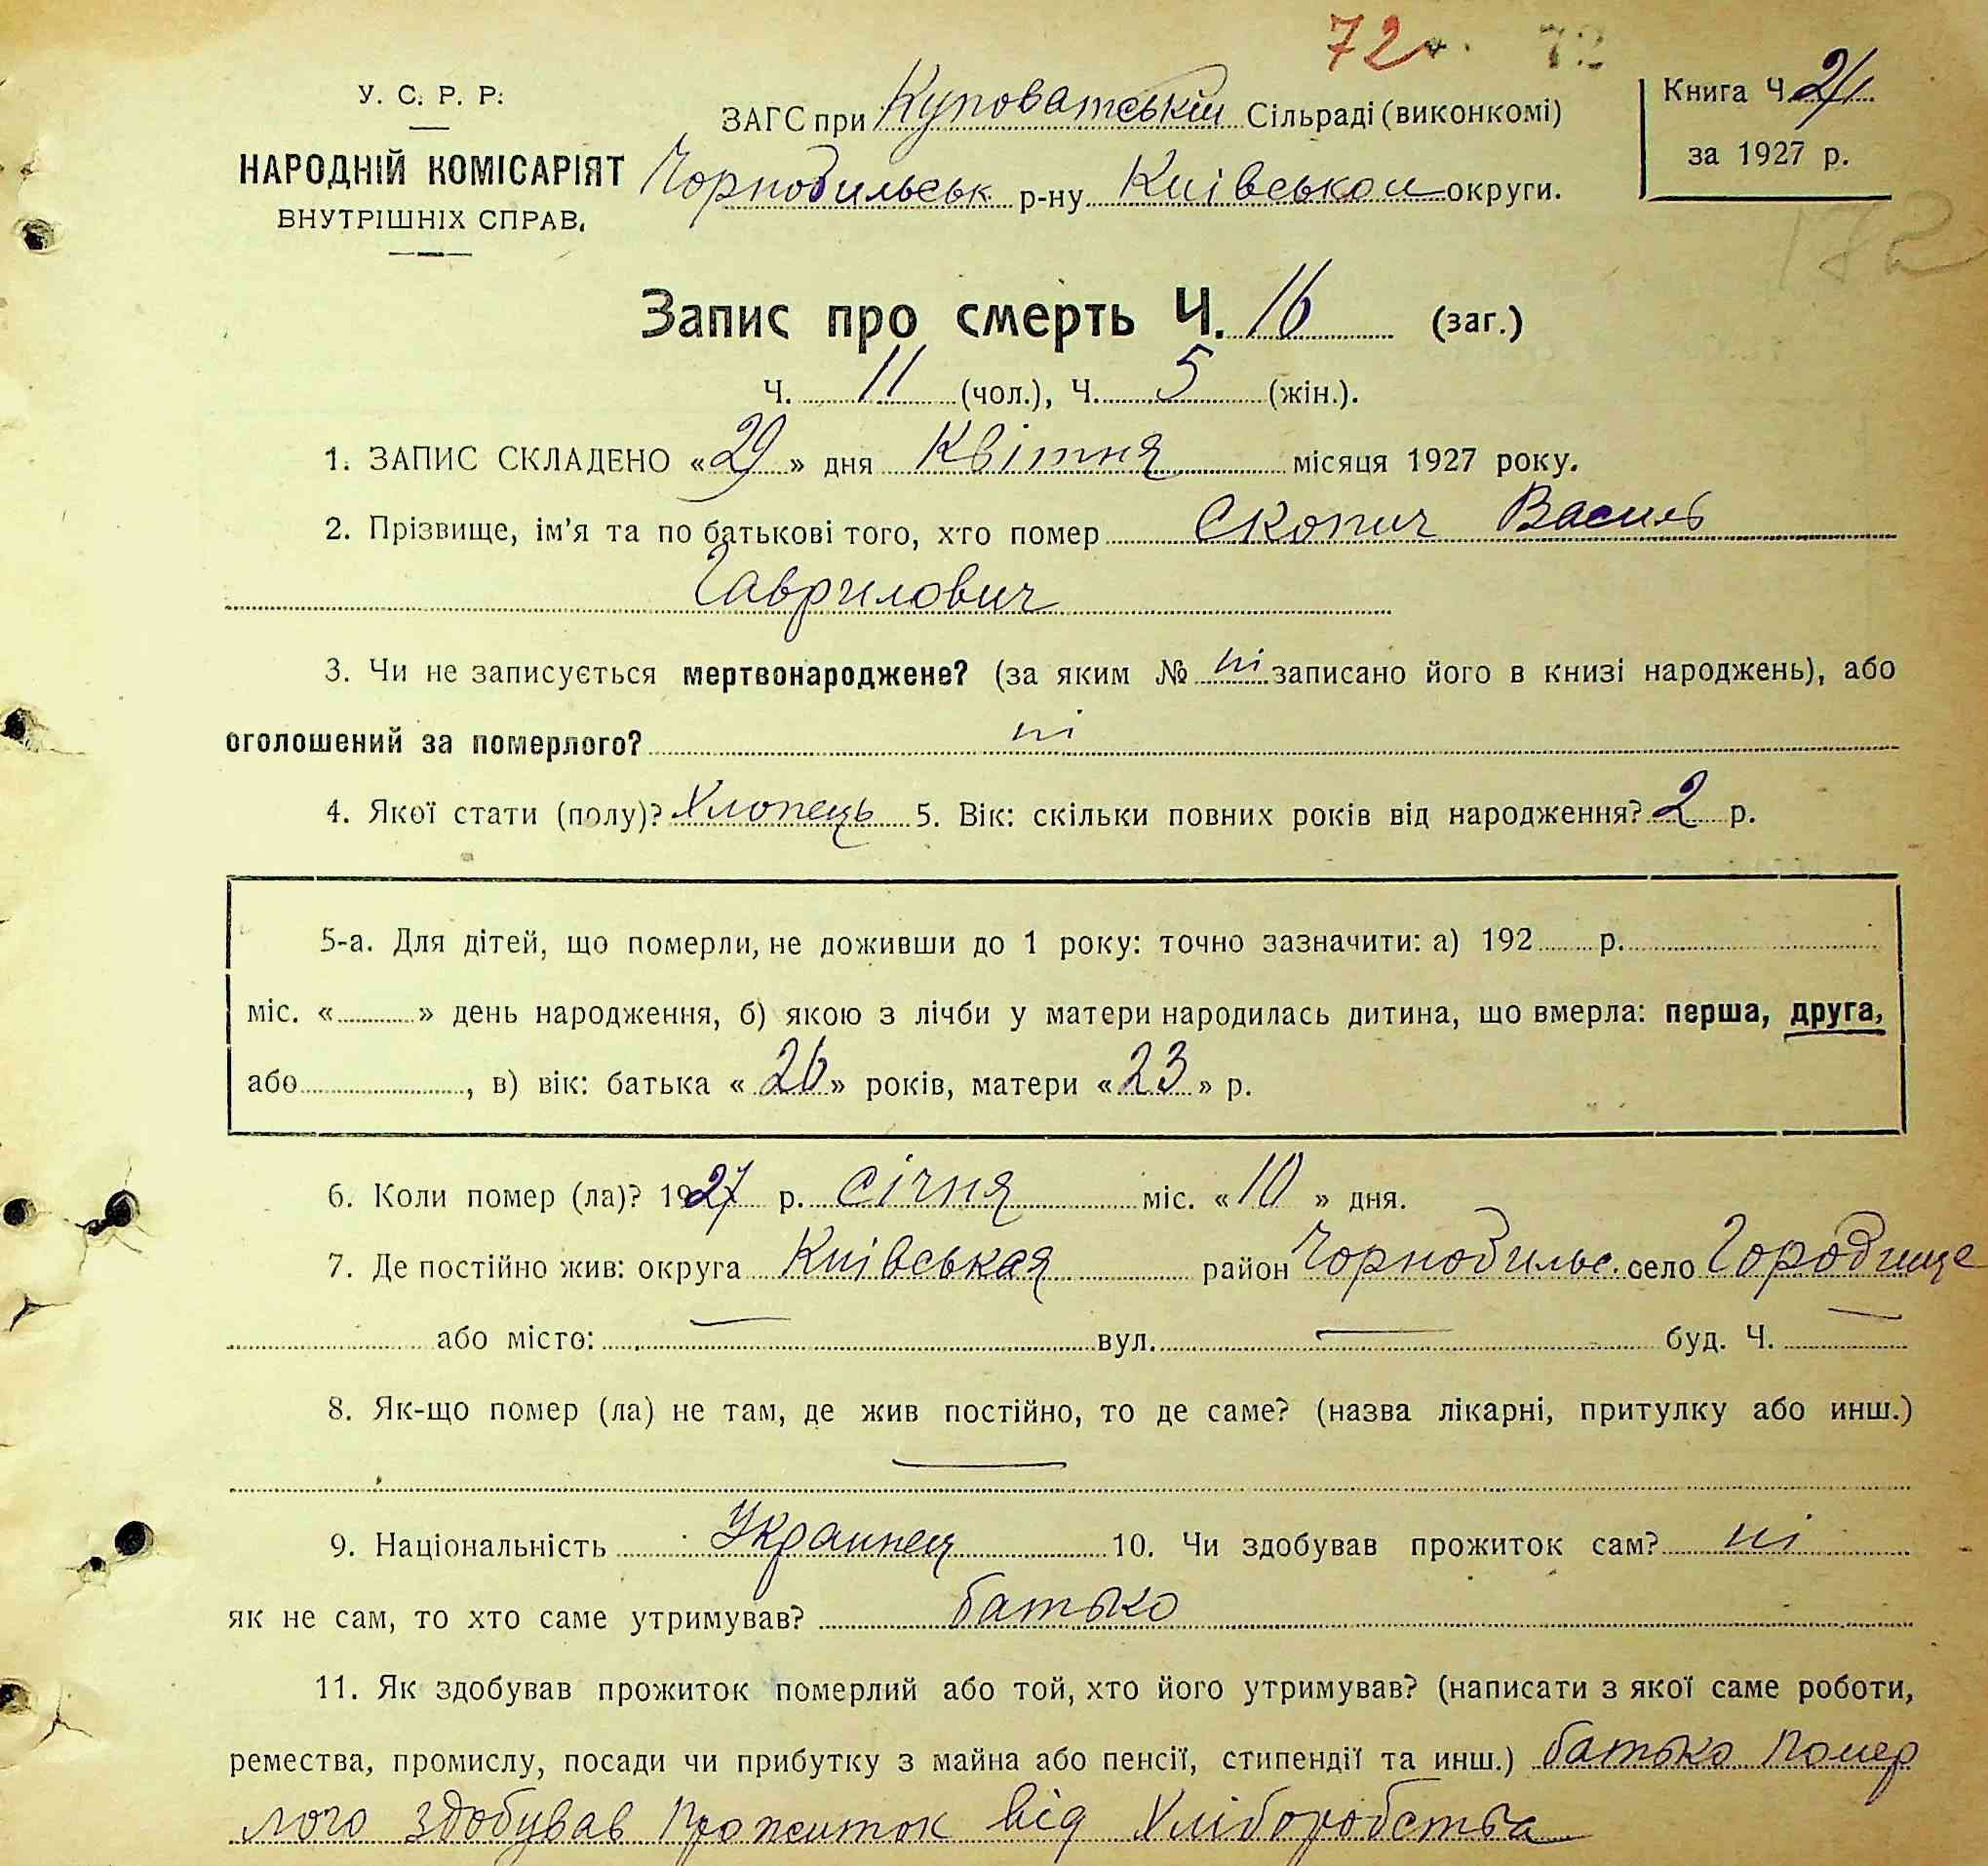 72 72
У. С. Р. Р.
НАРОДНІЙ КОМІСАРІЯТ
ВНУТРІШНІХ СПРАВ.
ЗАГС при Куповатській Сільраді (виконкомі)
Чорнобильськ р-ну Київськои округи.
Книга Ч. 2/1
за 1927 р.
172
Запис про смерть Ч. 16 (заг.)
Ч. 11 (чол.), Ч. 5 (жін.).
1. ЗАПИС СКЛАДЕНО «29» дня Квітня місяця 1927 року.
2. Прізвище, ім'я та по батькові того, хто помер Скопич Василь
Гаврилович
3. Чи не записується мертвонароджене? (за яким № ні записано його в книзі народжень), або
оголошений за померлого? ні
4. Якої стати (полу)? Хлопець 5. Вік: скільки повних років від народження? 2 р.
5-а. Для дітей, що померли, не доживши до 1 року: точно зазначити: а) 192 р.
міс. « » день народження, б) якою з лічби у матери народилась дитина, що вмерла: перша, друга,
або , в) вік: батька «26» років, матери «23» р.
6. Коли помер (ла)? 1927 р. січня міс. «10» дня.
7. Де постійно жив: округа Київськая район Чорнобильс. село Городище
або місто: — вул. — буд. Ч. —
8. Як-що помер (ла) не там, де жив постійно, то де саме? (назва лікарні, притулку або инш.)
—
9. Національність Украинец 10. Чи здобував прожиток сам? ні
як не сам, то хто саме утримував? батько
11. Як здобував прожиток померлий або той, хто його утримував? (написати з якої саме роботи,
ремества, промислу, посади чи прибутку з майна або пенсії, стипендії та инш.) батько Помер
лого здобував Прожиток від Хліборобства